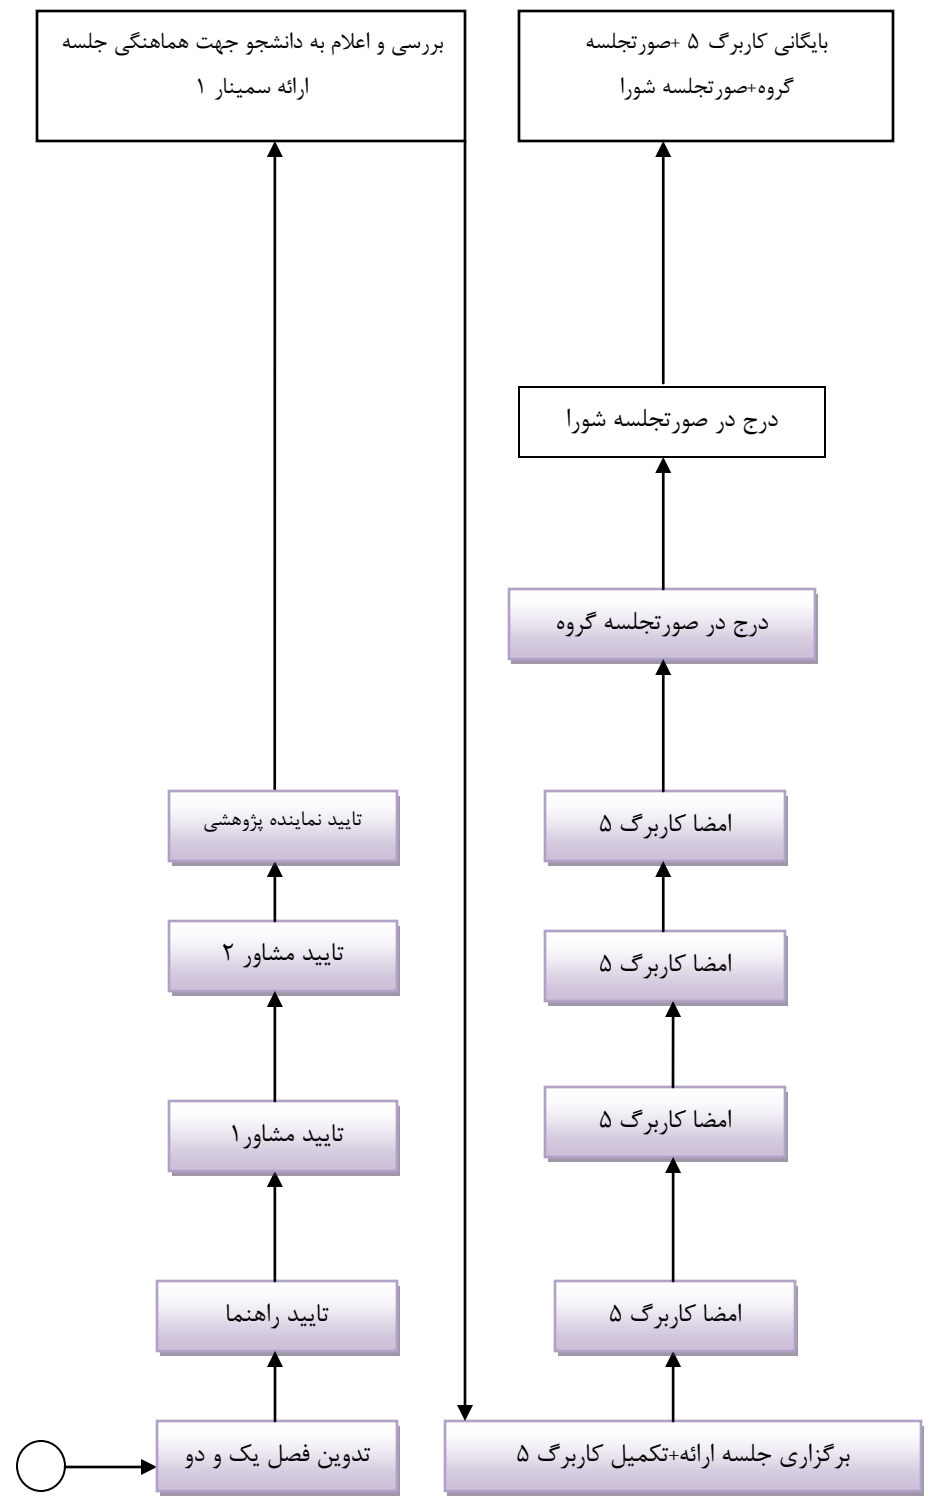 بررسی و اعلام به دانشجو جهت هماهنگی جلسه
ارائه سمینار ۱
بایگانی کاربرگ ۵ +صورتجلسه
گروه+صورتجلسه شورا
درج در صورتجلسه شورا
درج در صورتجلسه گروه
تایید نماینده پژوهشی
امضا کاربرگ ۵
تایید مشاور ۲
امضا کاربرگ ۵
تایید مشاور۱
امضا کاربرگ ۵
تایید راهنما
امضا کاربرگ ۵
تدوین فصل یک و دو
برگزاری جلسه ارائه+تکمیل کاربرگ ۵